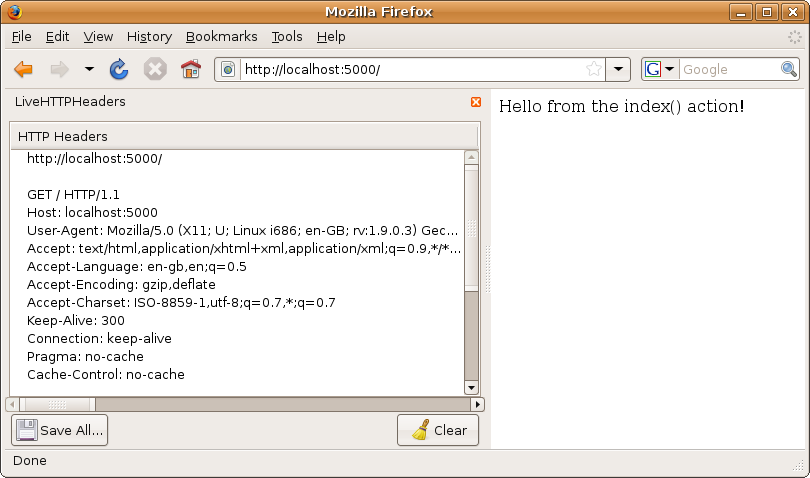 Mozilla Firefox
File Edit View History Bookmarks Tools Help
http://localhost:5000/
G Google
LiveHTTPHeaders
HTTP Headers
http://localhost:5000/
GET / HTTP/1.1
Host: localhost:5000
User-Agent: Mozilla/5.0 (X11; U; Linux i686; en-GB; rv:1.9.0.3) Gec...
Accept: text/html,application/xhtml+xml,application/xml;q=0.9,*/*...
Accept-Language: en-gb,en;q=0.5
Accept-Encoding: gzip,deflate
Accept-Charset: ISO-8859-1,utf-8;q=0.7,*;q=0.7
Keep-Alive: 300
Connection: keep-alive
Pragma: no-cache
Cache-Control: no-cache
Save All... Clear
Hello from the index() action!
Done